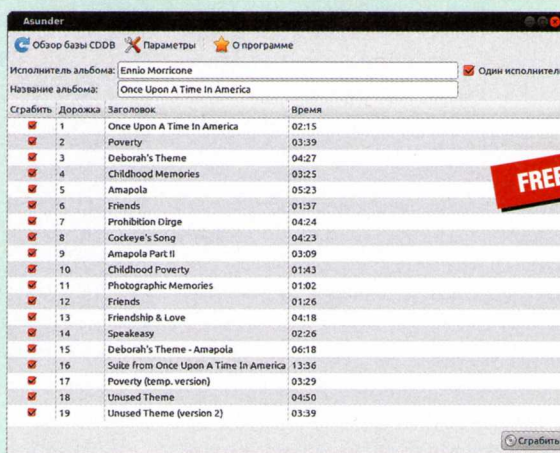 Asunder
Обзор базы CDDB Параметры О программе
Исполнитель альбома: Ennio Morricone Один исполнител
Название альбома: Once Upon A Time In America
Сграбить Дорожка Заголовок Время
1 Once Upon A Time In America 02:15
2 Poverty 03:39
3 Deborah's Theme 04:27
4 Childhood Memories 03:25
5 Amapola 05:23
6 Friends 01:37
7 Prohibition Dirge 04:24
8 Cockeye's Song 04:23
9 Amapola Part II 03:09
10 Childhood Poverty 01:43
11 Photographic Memories 01:02
12 Friends 01:26
13 Friendship & Love 04:18
14 Speakeasy 02:26
15 Deborah's Theme - Amapola 06:18
16 Suite from Once Upon A Time In America 13:36
17 Poverty (temp. version) 03:29
18 Unused Theme 04:50
19 Unused Theme (version 2) 03:39
FREE
Сграбить